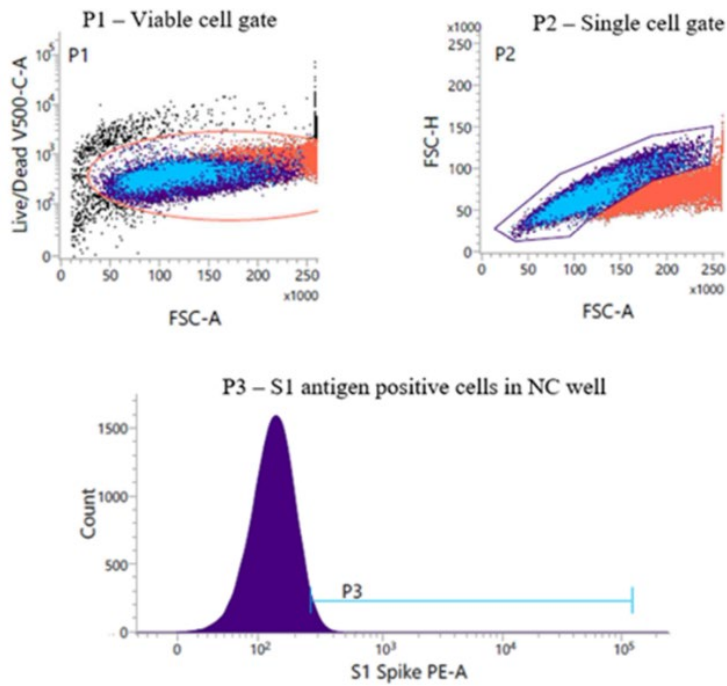 P1 – Viable cell gate
P2 – Single cell gate
P1
Live/Dead V500-C-A
10⁵
10⁴
10³
10²
0
0 50 100 150 200 250
x1000
FSC-A
x1000
P2
FSC-H
250
200
150
100
50
0
0 50 100 150 200 250
x1000
FSC-A
P3 – S1 antigen positive cells in NC well
Count
1500
1000
500
0
P3
0 10² 10³ 10⁴ 10⁵
S1 Spike PE-A